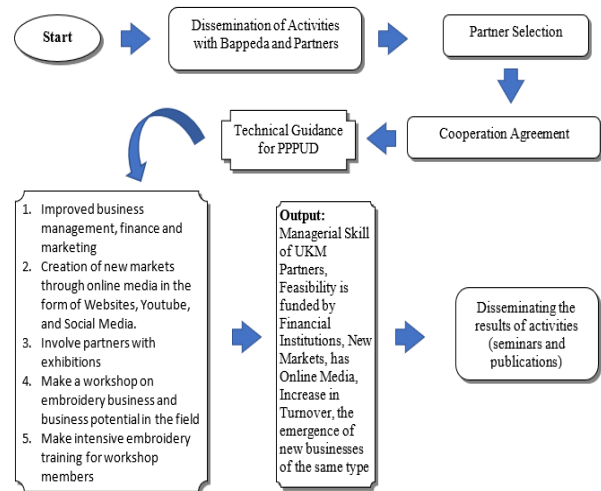 Start
Dissemination of Activities
with Bappeda and Partners
Partner Selection
Cooperation Agreement
Technical Guidance
for PPPUD
1. Improved business
management, finance and
marketing
2. Creation of new markets
through online media in the
form of Websites, Youtube,
and Social Media.
3. Involve partners with
exhibitions
4. Make a workshop on
embroidery business and
business potential in the field
5. Make intensive embroidery
training for workshop
members
Output:
Managerial Skill
of UKM
Partners,
Feasibility is
funded by
Financial
Institutions, New
Markets, has
Online Media,
Increase in
Turnover, the
emergence of
new businesses
of the same type
Disseminating the
results of activities
(seminars and
publications)